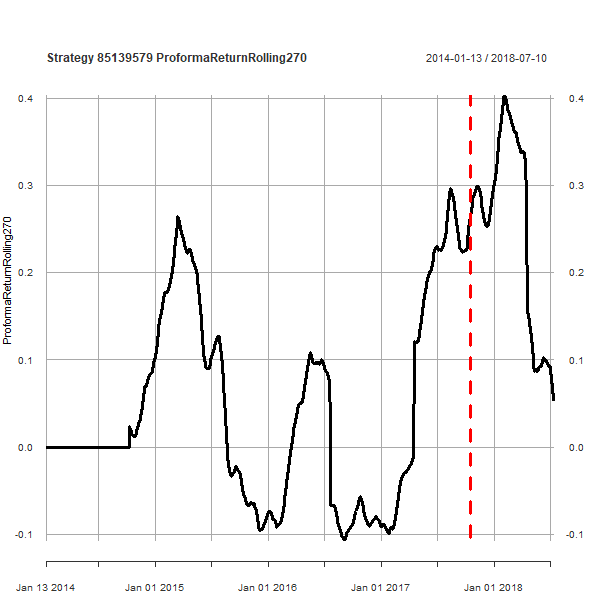 Strategy 85139579 ProformaReturnRolling270
2014-01-13 / 2018-07-10
0.4
0.3
0.2
0.1
0.0
-0.1
0.4
0.3
0.2
0.1
0.0
-0.1
ProformaReturnRolling270
Jan 13 2014
Jan 01 2015
Jan 01 2016
Jan 01 2017
Jan 01 2018